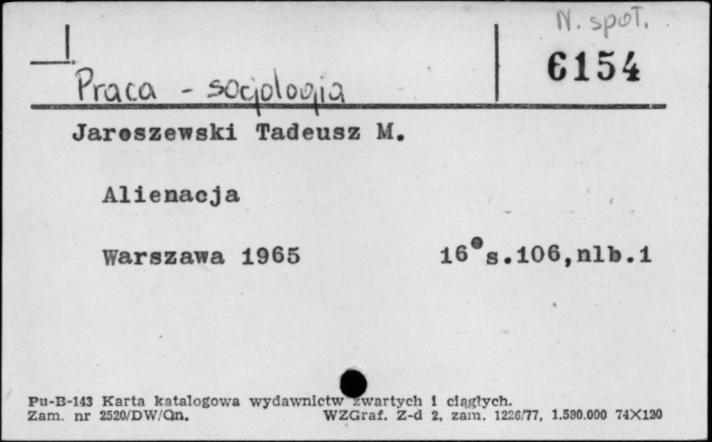 N. społ.
6154
Praca - socjologia
Jaroszewski Tadeusz M.
Alienacja
Warszawa 1965 16° s.106,nlb.1
Pu-B-143 Karta katalogowa wydawnictw zwartych i ciągłych.
Zam. nr 2520/DW/Qn. WZGraf. Z-d 2, zam. 1226/77, 1.580.000 74X120